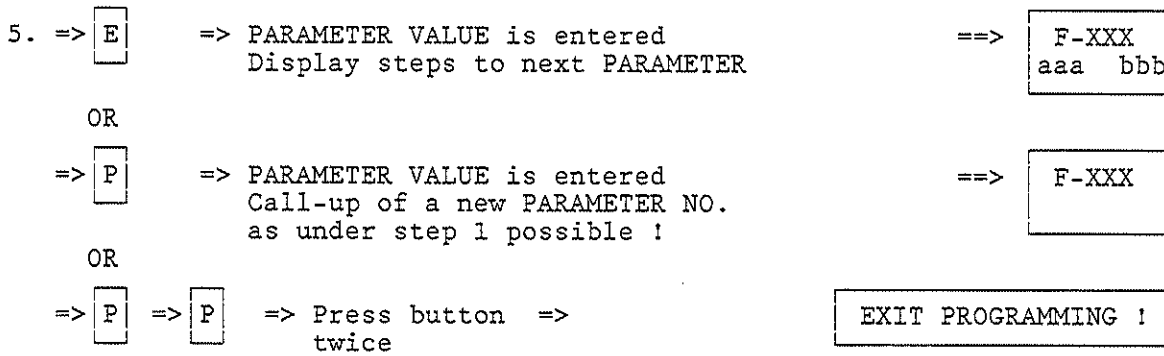 5. => E => PARAMETER VALUE is entered ==> F-XXX
Display steps to next PARAMETER aaa bbb
OR
=> P => PARAMETER VALUE is entered ==> F-XXX
Call-up of a new PARAMETER NO.
as under step 1 possible !
OR
=> P => P => Press button => EXIT PROGRAMMING !
twice